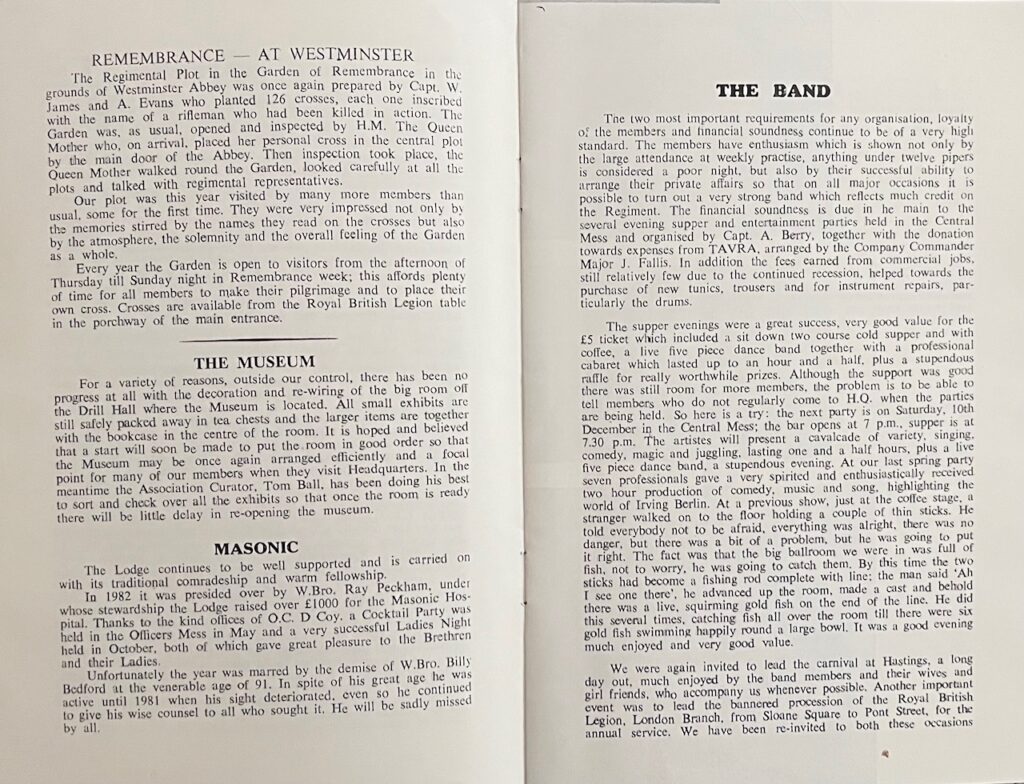 REMEMBRANCE — AT WESTMINSTER
The Regimental Plot in the Garden of Remembrance in the
grounds of Westminster Abbey was once again prepared by Capt. W.
James and A. Evans who planted 126 crosses, each one inscribed
with the name of a rifleman who had been killed in action. The
Garden was, as usual, opened and inspected by H.M. The Queen
Mother who, on arrival, placed her personal cross in the central plot
by the main door of the Abbey. Then inspection took place, the
Queen Mother walked round the Garden, looked carefully at all the
plots and talked with regimental representatives.
Our plot was this year visited by many more members than
usual, some for the first time. They were very impressed not only by
the memories stirred by the names they read on the crosses but also
by the atmosphere, the solemnity and the overall feeling of the Garden
as a whole.
Every year the Garden is open to visitors from the afternoon of
Thursday till Sunday night in Remembrance week; this affords plenty
of time for all members to make their pilgrimage and to place their
own cross. Crosses are available from the Royal British Legion table
in the porchway of the main entrance.
THE MUSEUM
For a variety of reasons, outside our control, there has been no
progress at all with the decoration and re-wiring of the big room off
the Drill Hall where the Museum is located. All small exhibits are
still safely packed away in tea chests and the larger items are together
with the bookcase in the centre of the room. It is hoped and believed
that a start will soon be made to put the room in good order so that
the Museum may be once again arranged efficiently and a focal
point for many of our members when they visit Headquarters. In the
meantime the Association Curator, Tom Ball, has been doing his best
to sort and check over all the exhibits so that once the room is ready
there will be little delay in re-opening the museum.
MASONIC
The Lodge continues to be well supported and is carried on
with its traditional comradeship and warm fellowship.
In 1982 it was presided over by W.Bro. Ray Peckham, under
whose stewardship the Lodge raised over £1000 for the Masonic Hos-
pital. Thanks to the kind offices of O.C. D Coy. a Cocktail Party was
held in the Officers Mess in May and a very successful Ladies Night
held in October, both of which gave great pleasure to the Brethren
and their Ladies.
Unfortunately the year was marred by the demise of W.Bro. Billy
Bedford at the venerable age of 91. In spite of his great age he was
active until 1981 when his sight deteriorated, even so he continued
to give his wise counsel to all who sought it. He will be sadly missed
by all.
THE BAND
The two most important requirements for any organisation, loyalty
of the members and financial soundness continue to be of a very high
standard. The members have enthusiasm which is shown not only by
the large attendance at weekly practise, anything under twelve pipers
is considered a poor night, but also by their successful ability to
arrange their private affairs so that on all major occasions it is
possible to turn out a very strong band which reflects much credit on
the Regiment. The financial soundness is due in he main to the
several evening supper and entertainment parties held in the Central
Mess and organised by Capt. A. Berry, together with the donation
towards expenses from TAVRA, arranged by the Company Commander
Major J. Fallis. In addition the fees earned from commercial jobs,
still relatively few due to the continued recession, helped towards the
purchase of new tunics, trousers and for instrument repairs, par-
ticularly the drums.
The supper evenings were a great success, very good value for the
£5 ticket which included a sit down two course cold supper and with
coffee, a live five piece dance band together with a professional
cabaret which lasted up to an hour and a half, plus a stupendous
raffle for really worthwhile prizes. Although the support was good
there was still room for more members, the problem is to be able to
tell members who do not regularly come to H.Q. when the parties
are being held. So here is a try: the next party is on Saturday, 10th
December in the Central Mess; the bar opens at 7 p.m., supper is at
7.30 p.m. The artistes will present a cavalcade of variety, singing,
comedy, magic and juggling, lasting one and a half hours, plus a live
five piece dance band, a stupendous evening. At our last spring party
seven professionals gave a very spirited and enthusiastically received
two hour production of comedy, music and song, highlighting the
world of Irving Berlin. At a previous show, just at the coffee stage, a
stranger walked on to the floor holding a couple of thin sticks. He
told everybody not to be afraid, everything was alright, there was no
danger, but there was a bit of a problem, but he was going to put
it right. The fact was that the big ballroom we were in was full of
fish, not to worry, he was going to catch them. By this time the two
sticks had become a fishing rod complete with line; the man said 'Ah
I see one there', he advanced up the room, made a cast and behold
there was a live, squirming gold fish on the end of the line. He did
this several times, catching fish all over the room till there were six
gold fish swimming happily round a large bowl. It was a good evening
much enjoyed and very good value.
We were again invited to lead the carnival at Hastings, a long
day out, much enjoyed by the band members and their wives and
girl friends, who accompany us whenever possible. Another important
event was to lead the bannered procession of the Royal British
Legion, London Branch, from Sloane Square to Pont Street, for the
annual service. We have been re-invited to both these occasions